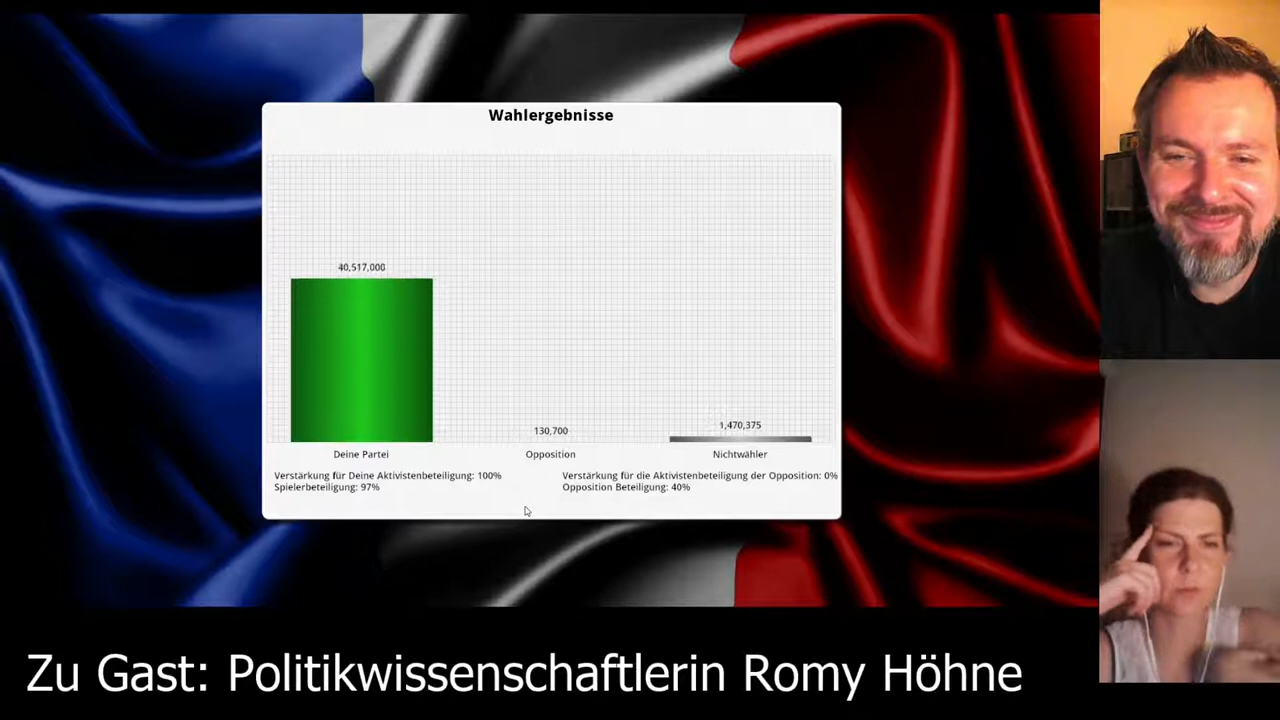 Wahlergebnisse
40,517,000
130,700
1,470,375
Deine Partei
Opposition
Nichtwähler
Verstärkung für Deine Aktivistenbeteiligung: 100%
Spielerbeteiligung: 97%
Verstärkung für die Aktivistenbeteiligung der Opposition: 0%
Opposition Beteiligung: 40%
Zu Gast: Politikwissenschaftlerin Romy Höhne